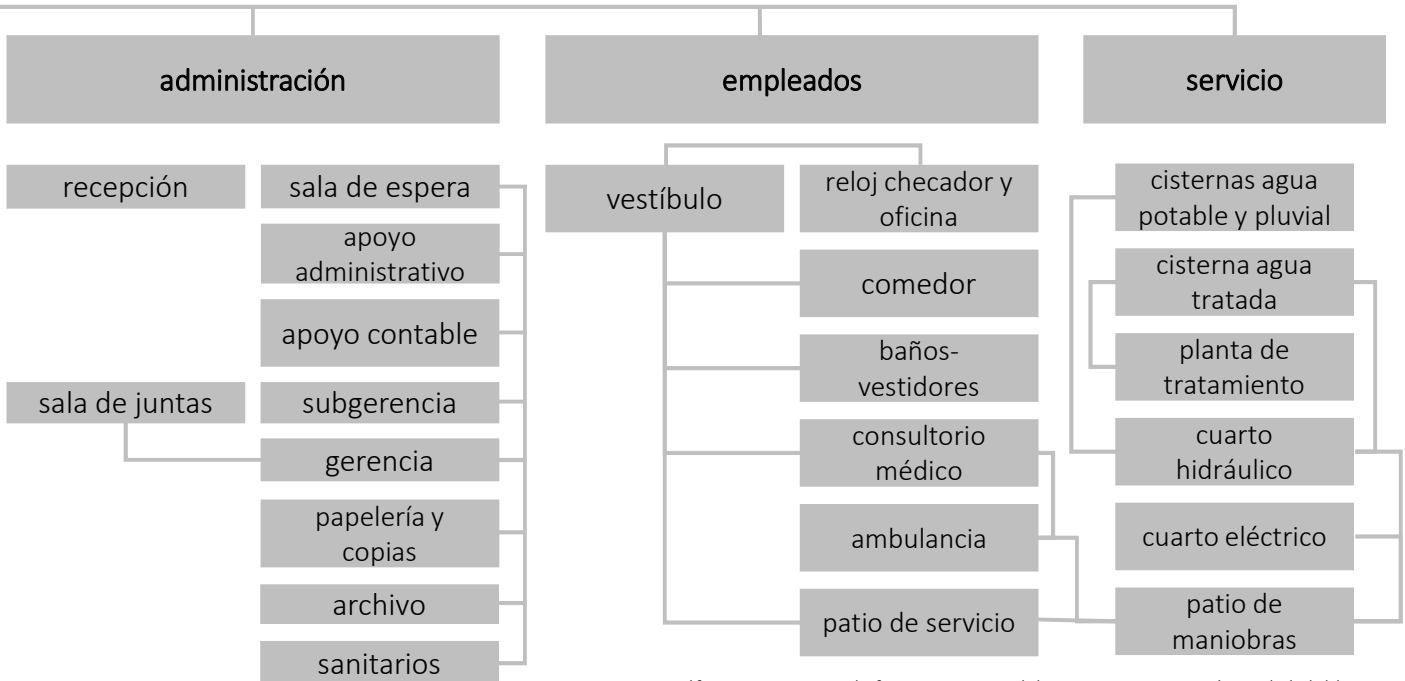 administración
empleados
servicio
recepción
sala de espera
apoyo
administrativo
apoyo contable
sala de juntas
subgerencia
gerencia
papelería y
copias
archivo
sanitarios
vestíbulo
reloj checador y
oficina
comedor
baños-
vestidores
consultorio
médico
ambulancia
patio de servicio
cisternas agua
potable y pluvial
cisterna agua
tratada
planta de
tratamiento
cuarto
hidráulico
cuarto eléctrico
patio de
maniobras